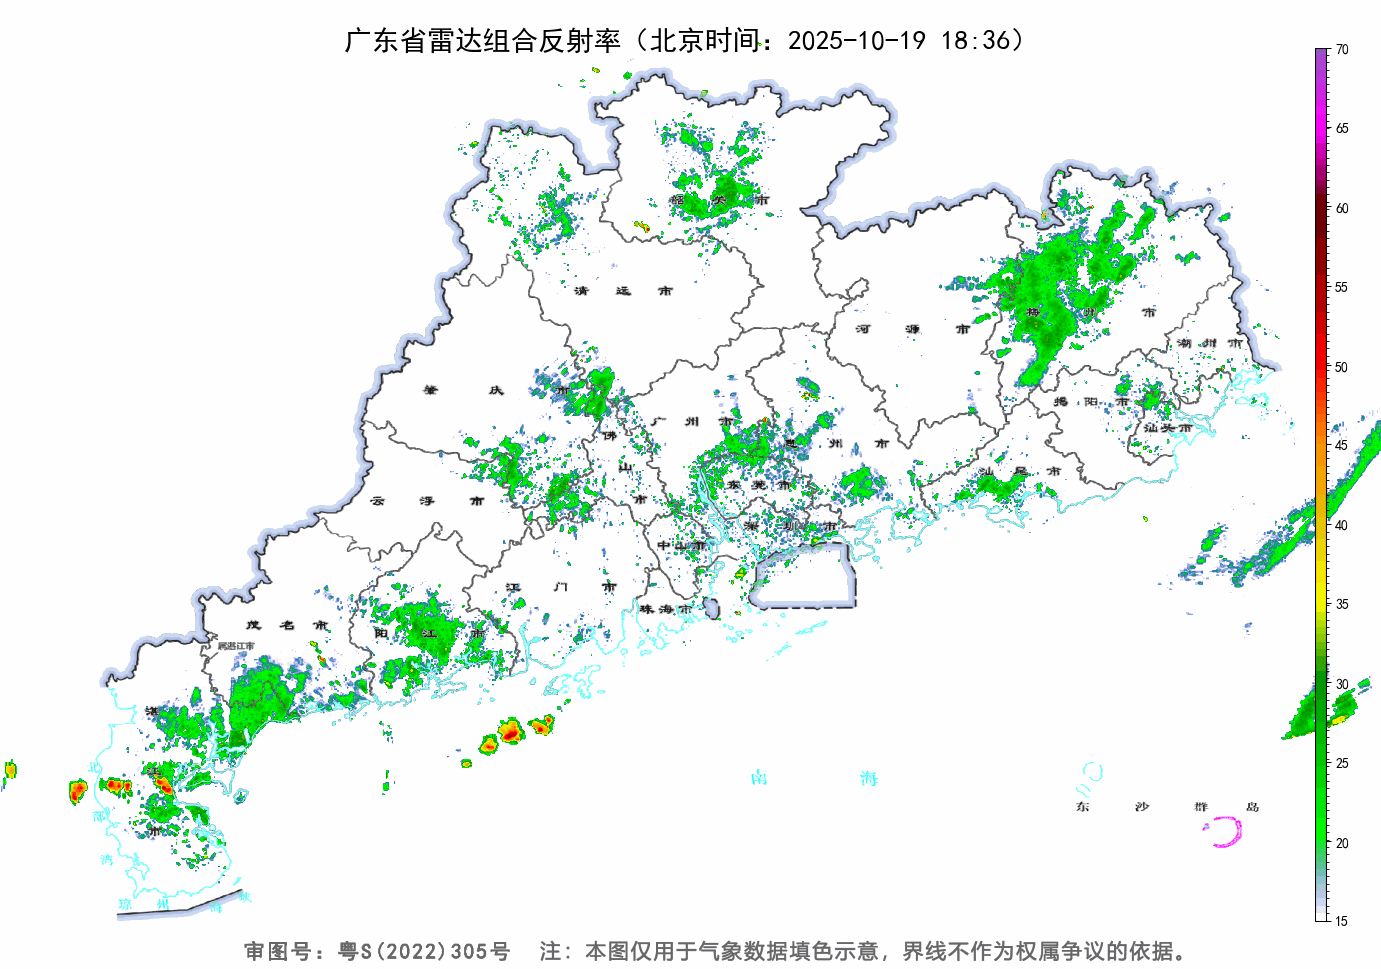 广东省雷达组合反射率（北京时间：2025-10-19 18:36）
70
65
60
55
50
45
40
35
30
25
20
15
韶 关 市
清 远 市
河 源 市
梅 州 市
潮 州 市
肇 庆 市
广 州 市
佛 山 市
惠 州 市
揭 阳 市
汕头市
云 浮 市
东 莞 市
汕 尾 市
深 圳 市
中山市
江 门 市
珠海市
茂 名 市
属湛江市
阳 江 市
湛 江 市
北 部 湾
南 海
东 沙 群 岛
琼 州 海 峡
审图号：粤S(2022)305号 注：本图仅用于气象数据填色示意，界线不作为权属争议的依据。